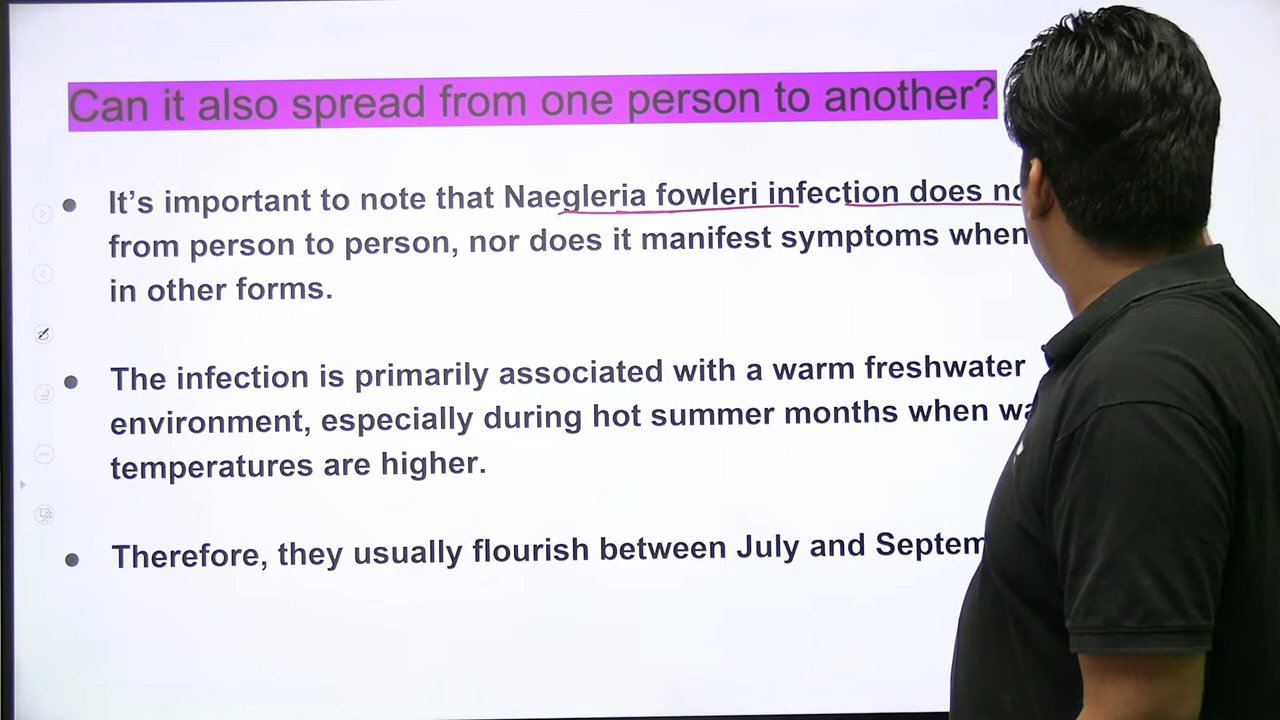 Can it also spread from one person to another?
It's important to note that Naegleria fowleri infection does
from person to person, nor does it manifest symptoms when
in other forms.
The infection is primarily associated with a warm freshwater
environment, especially during hot summer months when
temperatures are higher.
Therefore, they usually flourish between July and